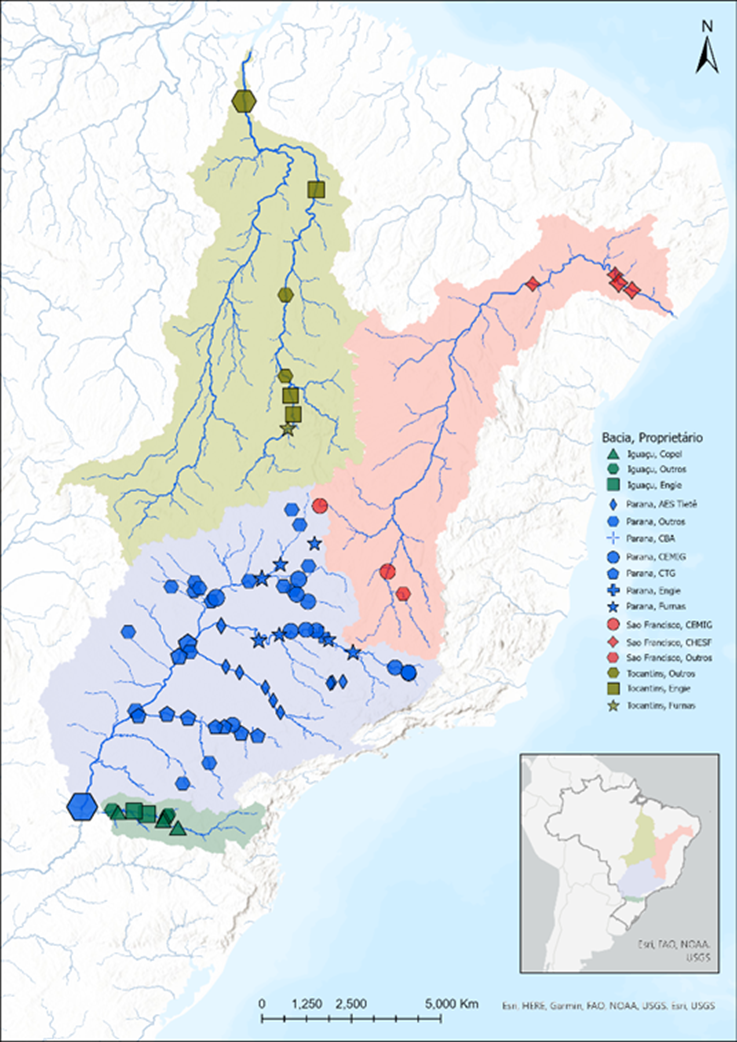 N
Bacia, Proprietário
Iguaçu, Copel
Iguaçu, Outros
Iguaçu, Engie
Parana, AES Tietê
Parana, Outros
Parana, CBA
Parana, CEMIG
Parana, CTG
Parana, Engie
Parana, Furnas
Sao Francisco, CEMIG
Sao Francisco, CHESF
Sao Francisco, Outros
Tocantins, Outros
Tocantins, Engie
Tocantins, Furnas
Esri, FAO, NOAA,
USGS
0 1,250 2,500 5,000 Km
Esri, HERE, Garmin, FAO, NOAA, USGS, Esri, USGS